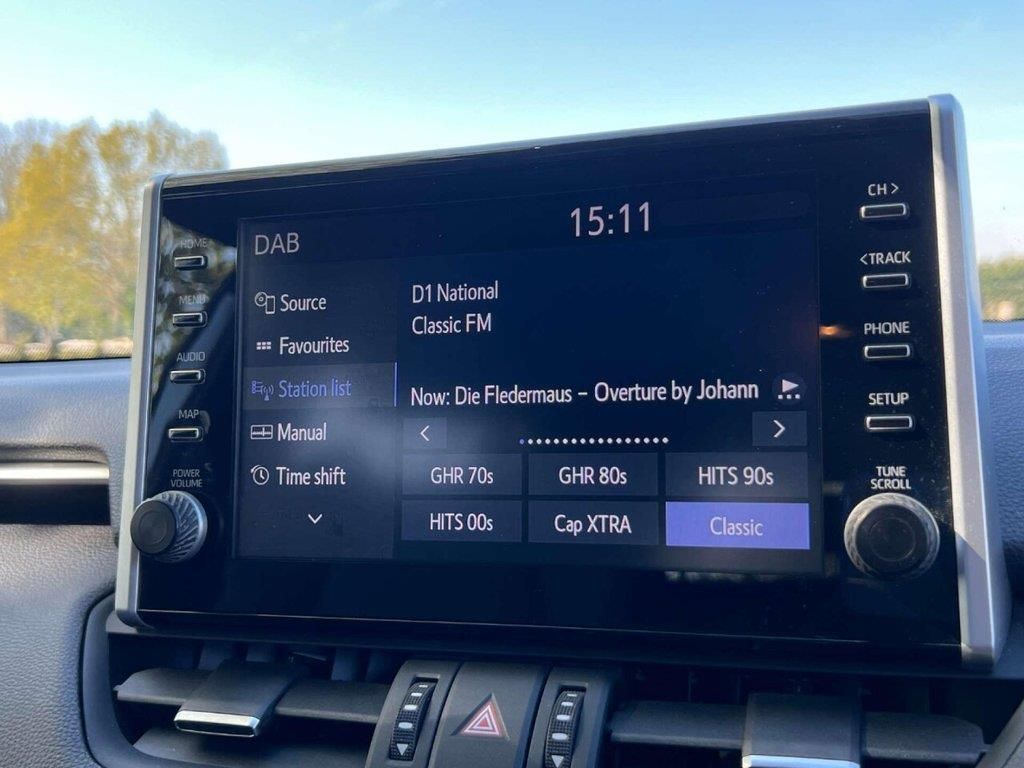 HOME
MENU
AUDIO
MAP
POWER
VOLUME
DAB
15:11
Source
Favourites
Station list
Manual
Time shift
D1 National
Classic FM
Now: Die Fledermaus – Overture by Johann
GHR 70s
GHR 80s
HITS 90s
HITS 00s
Cap XTRA
Classic
CH >
< TRACK
PHONE
SETUP
TUNE
SCROLL